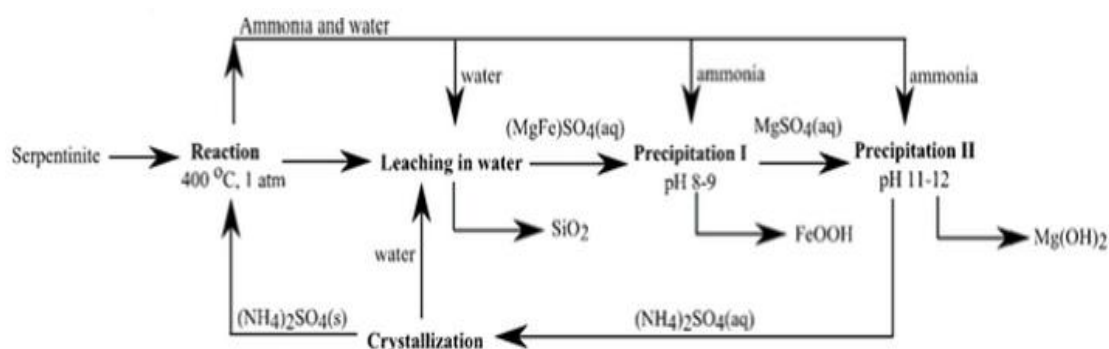 Ammonia and water
water
ammonia
ammonia
(MgFe)SO4(aq)
MgSO4(aq)
Serpentinite
Reaction
400 ⁰C, 1 atm
Leaching in water
Precipitation I
pH 8-9
Precipitation II
pH 11-12
SiO2
FeOOH
Mg(OH)2
water
(NH4)2SO4(s)
(NH4)2SO4(aq)
Crystallization